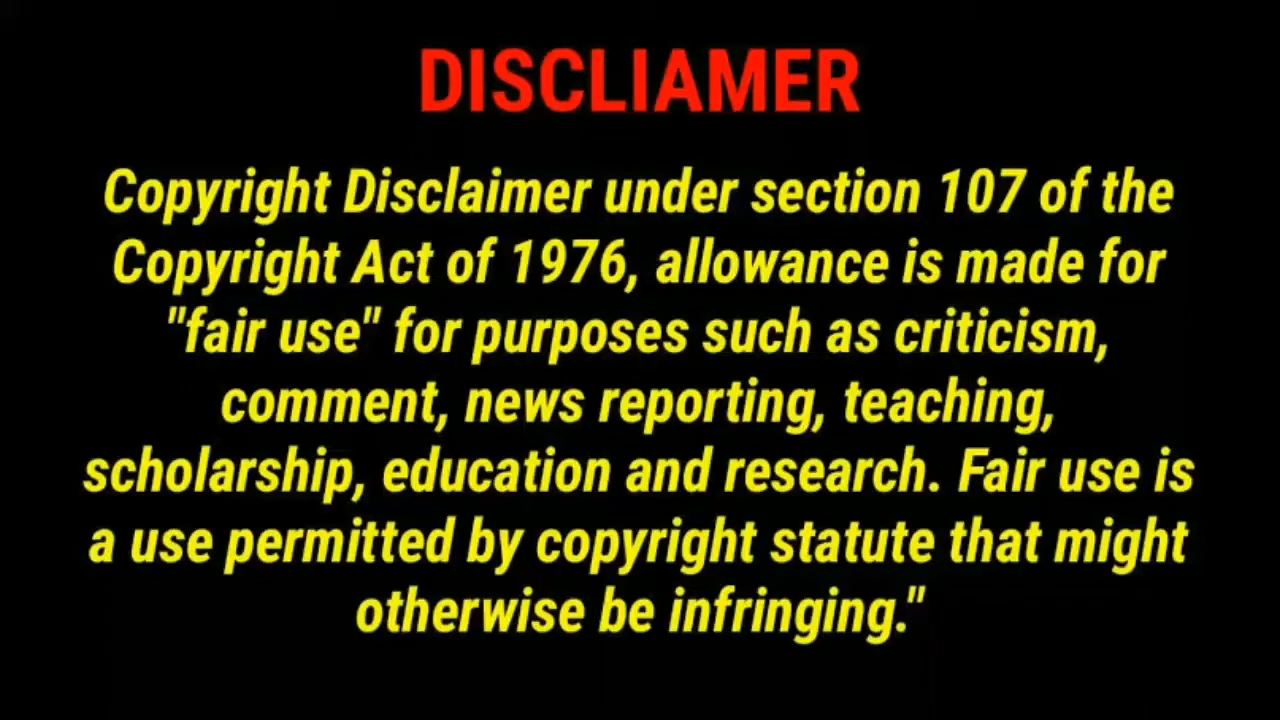 DISCLIAMER
Copyright Disclaimer under section 107 of the
Copyright Act of 1976, allowance is made for
"fair use" for purposes such as criticism,
comment, news reporting, teaching,
scholarship, education and research. Fair use is
a use permitted by copyright statute that might
otherwise be infringing."